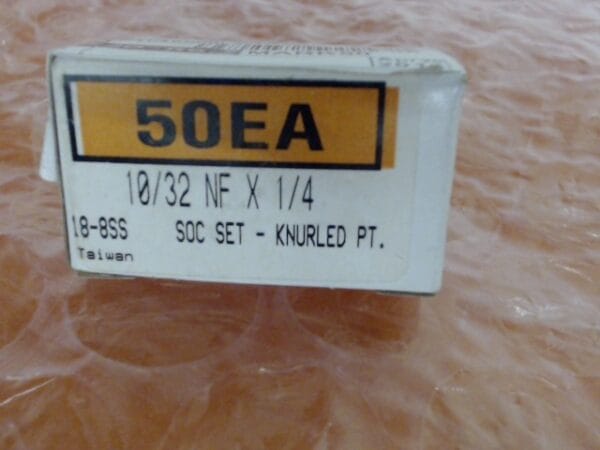 50EA
10/32 NF X 1/4
18-8SS SOC SET - KNURLED PT.
Taiwan